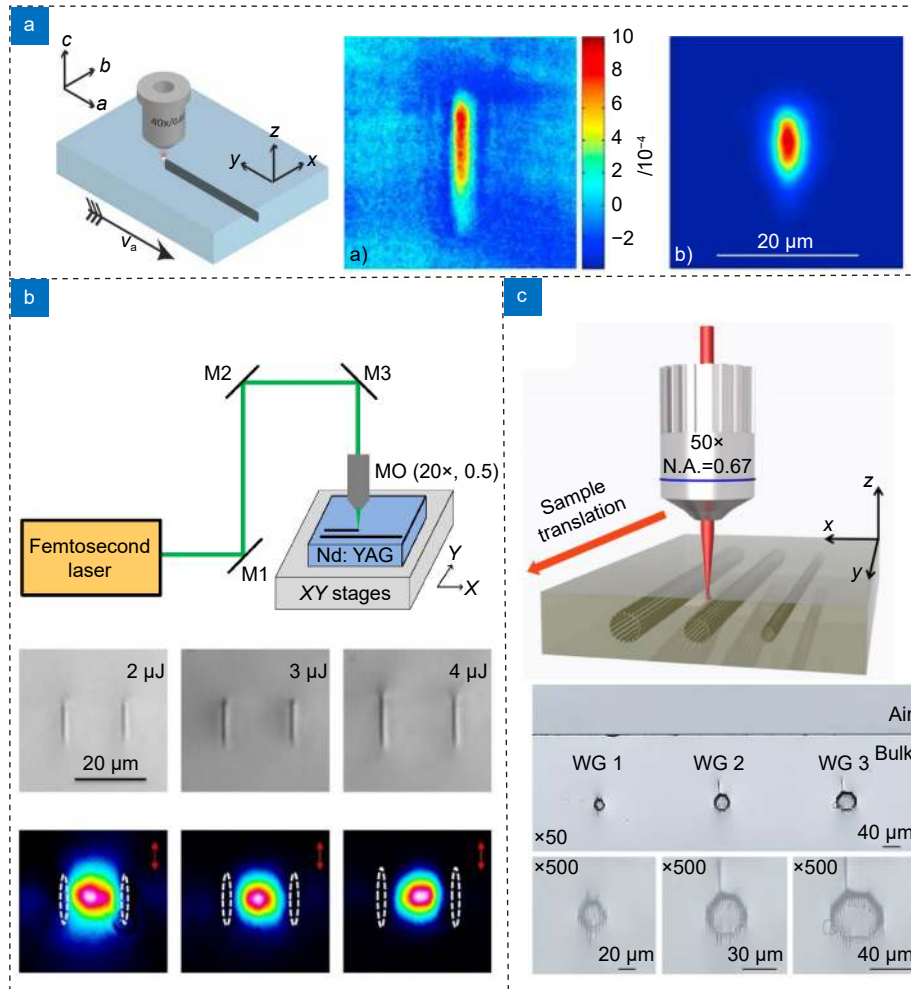 a
c
b
a
40x/0.6
z
y
x
va
a)
10
8
6
4
2
0
−2
/10⁻⁴
b)
20 μm
b
M2
M3
MO (20×, 0.5)
Femtosecond
laser
M1
Nd: YAG
XY stages
Y
X
2 μJ
3 μJ
4 μJ
20 μm
c
50×
N.A.=0.67
Sample
translation
z
x
y
Air
Bulk
WG 1
WG 2
WG 3
×50
40 μm
×500
×500
×500
20 μm
30 μm
40 μm